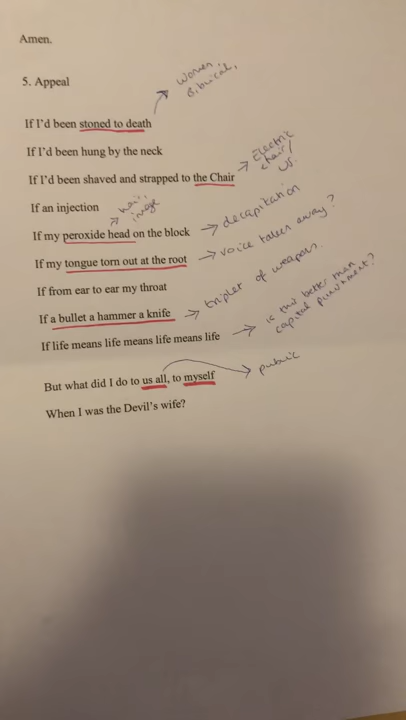 Amen.
women,
Biblical,
5. Appeal
If I'd been stoned to death
If I'd been hung by the neck
Electric
chair/
US.
If I'd been shaved and strapped to the Chair
If an injection
hair,
image
If my peroxide head on the block
decapitation
If my tongue torn out at the root
voice taken away?
If from ear to ear my throat
If a bullet a hammer a knife
triplet of weapons.
If life means life means life means life
is this better than
capital punishment?
But what did I do to us all, to myself
public
When I was the Devil's wife?